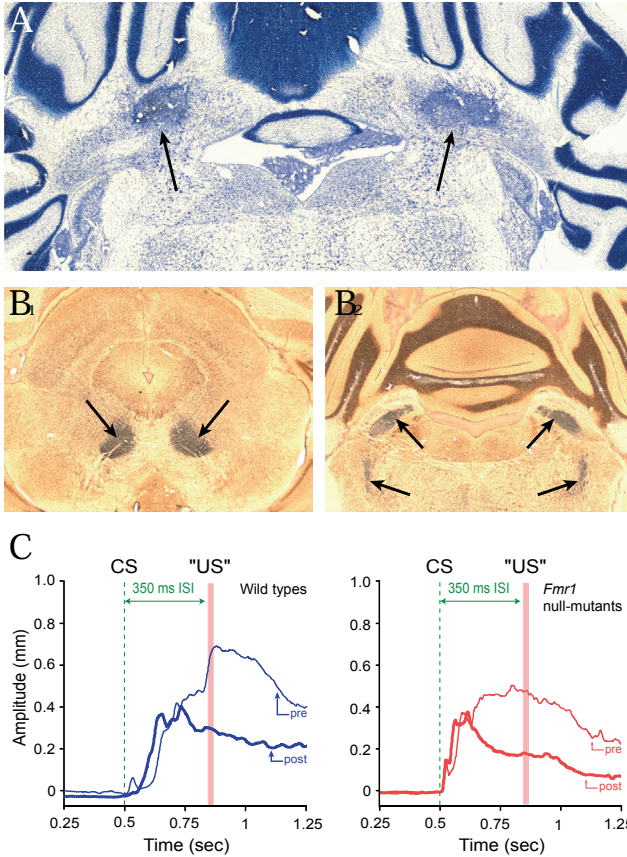 A
B1
B2
C
CS
"US"
350 ms ISI
Wild types
1.0
0.8
0.6
0.4
0.2
0
Amplitude (mm)
pre
post
0.25
0.5
0.75
1
1.25
Time (sec)
CS
"US"
350 ms ISI
Fmr1
null-mutants
1.0
0.8
0.6
0.4
0.2
0
pre
post
0.25
0.5
0.75
1
1.25
Time (sec)